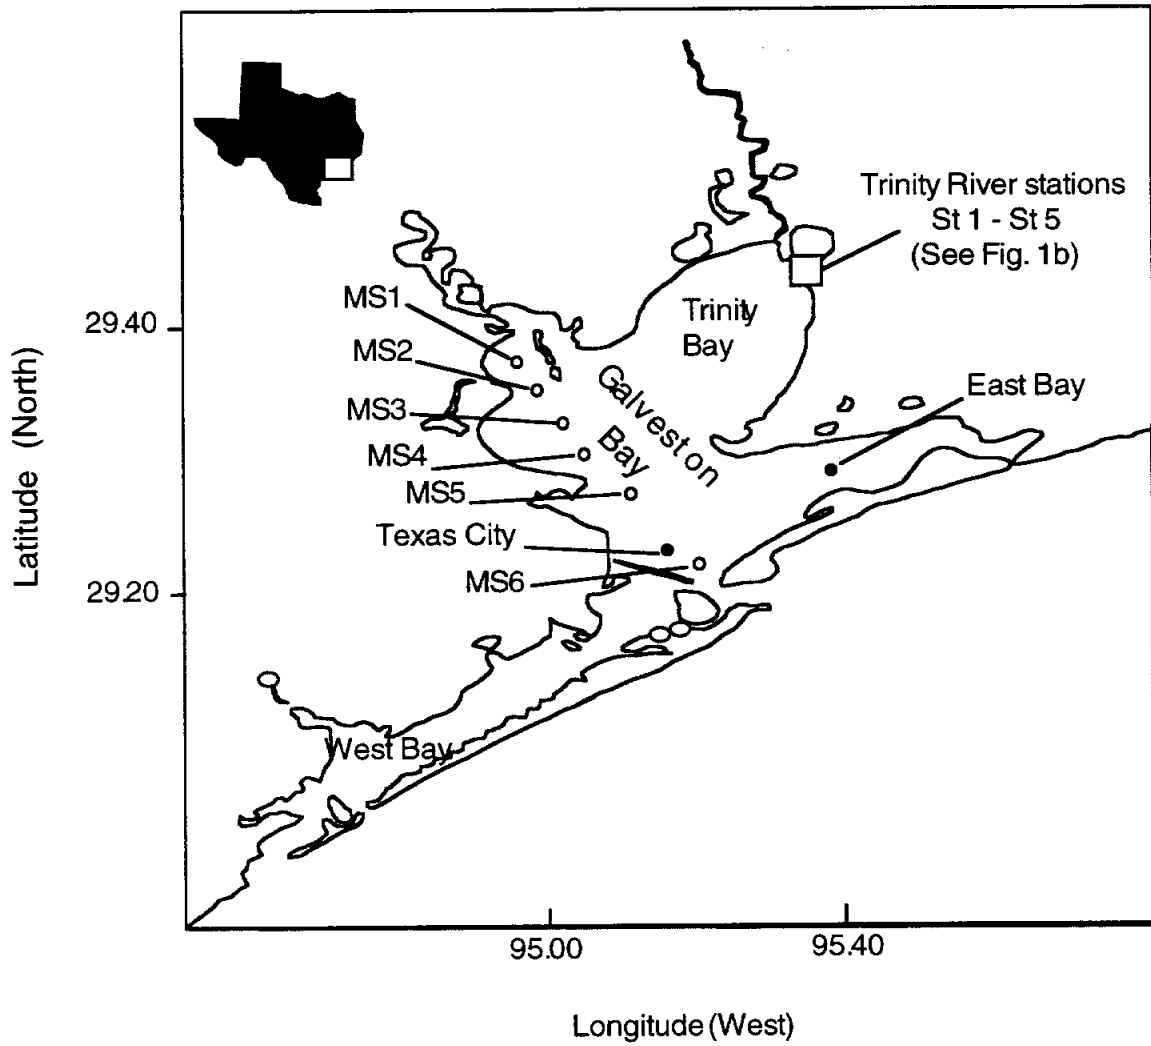 Trinity River stations
St 1 - St 5
(See Fig. 1b)
MS1
29.40
Trinity
Bay
MS2
East Bay
MS3
Galveston
Bay
MS4
MS5
Texas City
MS6
29.20
West Bay
95.00
95.40
Latitude (North)
Longitude (West)